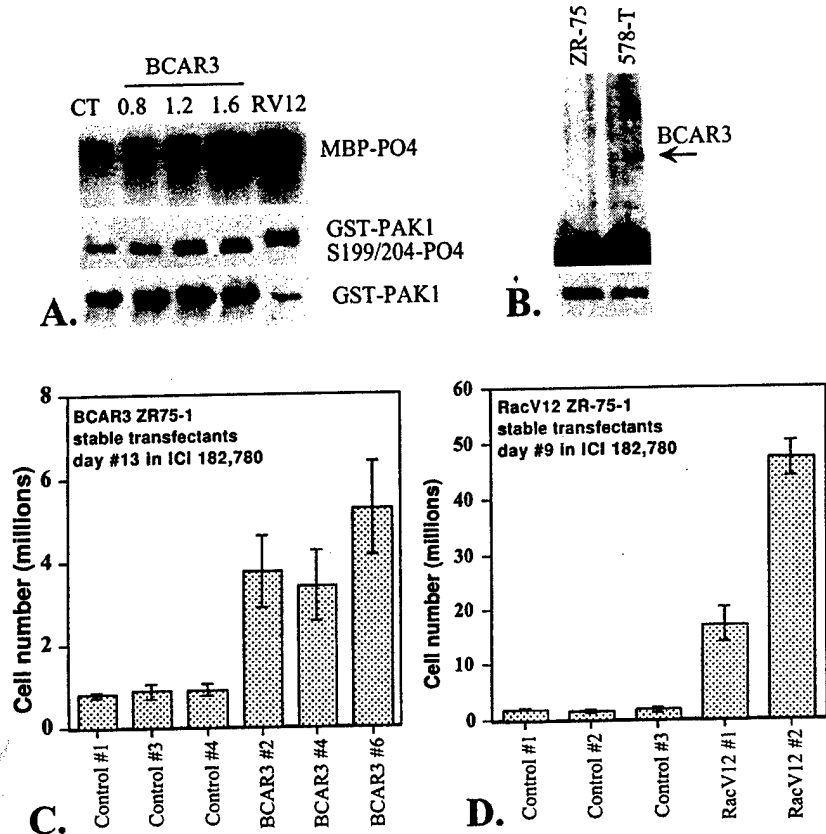 BCAR3
CT 0.8 1.2 1.6 RV12
MBP-PO4
GST-PAK1
S199/204-PO4
GST-PAK1
A.
ZR-75
578-T
BCAR3
B.
8
6
4
2
0
Cell number (millions)
BCAR3 ZR75-1
stable transfectants
day #13 in ICI 182,780
Control #1
Control #3
Control #4
BCAR3 #2
BCAR3 #4
BCAR3 #6
C.
60
50
40
30
20
10
0
Cell number (millions)
RacV12 ZR-75-1
stable transfectants
day #9 in ICI 182,780
Control #1
Control #2
Control #3
RacV12 #1
RacV12 #2
D.